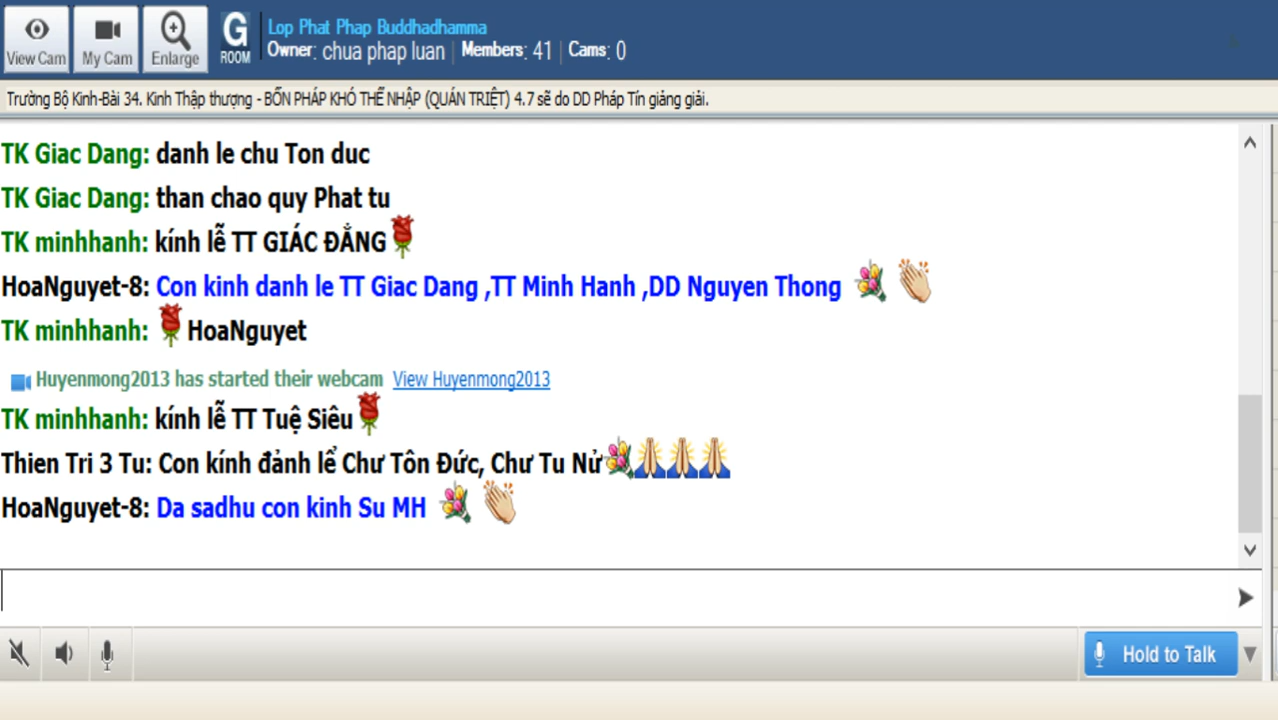 View Cam
My Cam
Enlarge
G
ROOM
Lop Phat Phap Buddhadhamma
Owner: chua phap luan | Members: 41 | Cams: 0
Trường Bộ Kinh-Bài 34. Kinh Thập thượng - BỐN PHÁP KHÓ THỂ NHẬP (QUÁN TRIỆT) 4.7 sẽ do DD Pháp Tín giảng giải.
TK Giac Dang: danh le chu Ton duc
TK Giac Dang: than chao quy Phat tu
TK minhhanh: kính lễ TT GIÁC ĐẲNG
HoaNguyet-8: Con kinh danh le TT Giac Dang ,TT Minh Hanh ,DD Nguyen Thong
TK minhhanh: HoaNguyet
Huyenmong2013 has started their webcam View Huyenmong2013
TK minhhanh: kính lễ TT Tuệ Siêu
Thien Tri 3 Tu: Con kính đảnh lể Chư Tôn Đức, Chư Tu Nử
HoaNguyet-8: Da sadhu con kinh Su MH
Hold to Talk